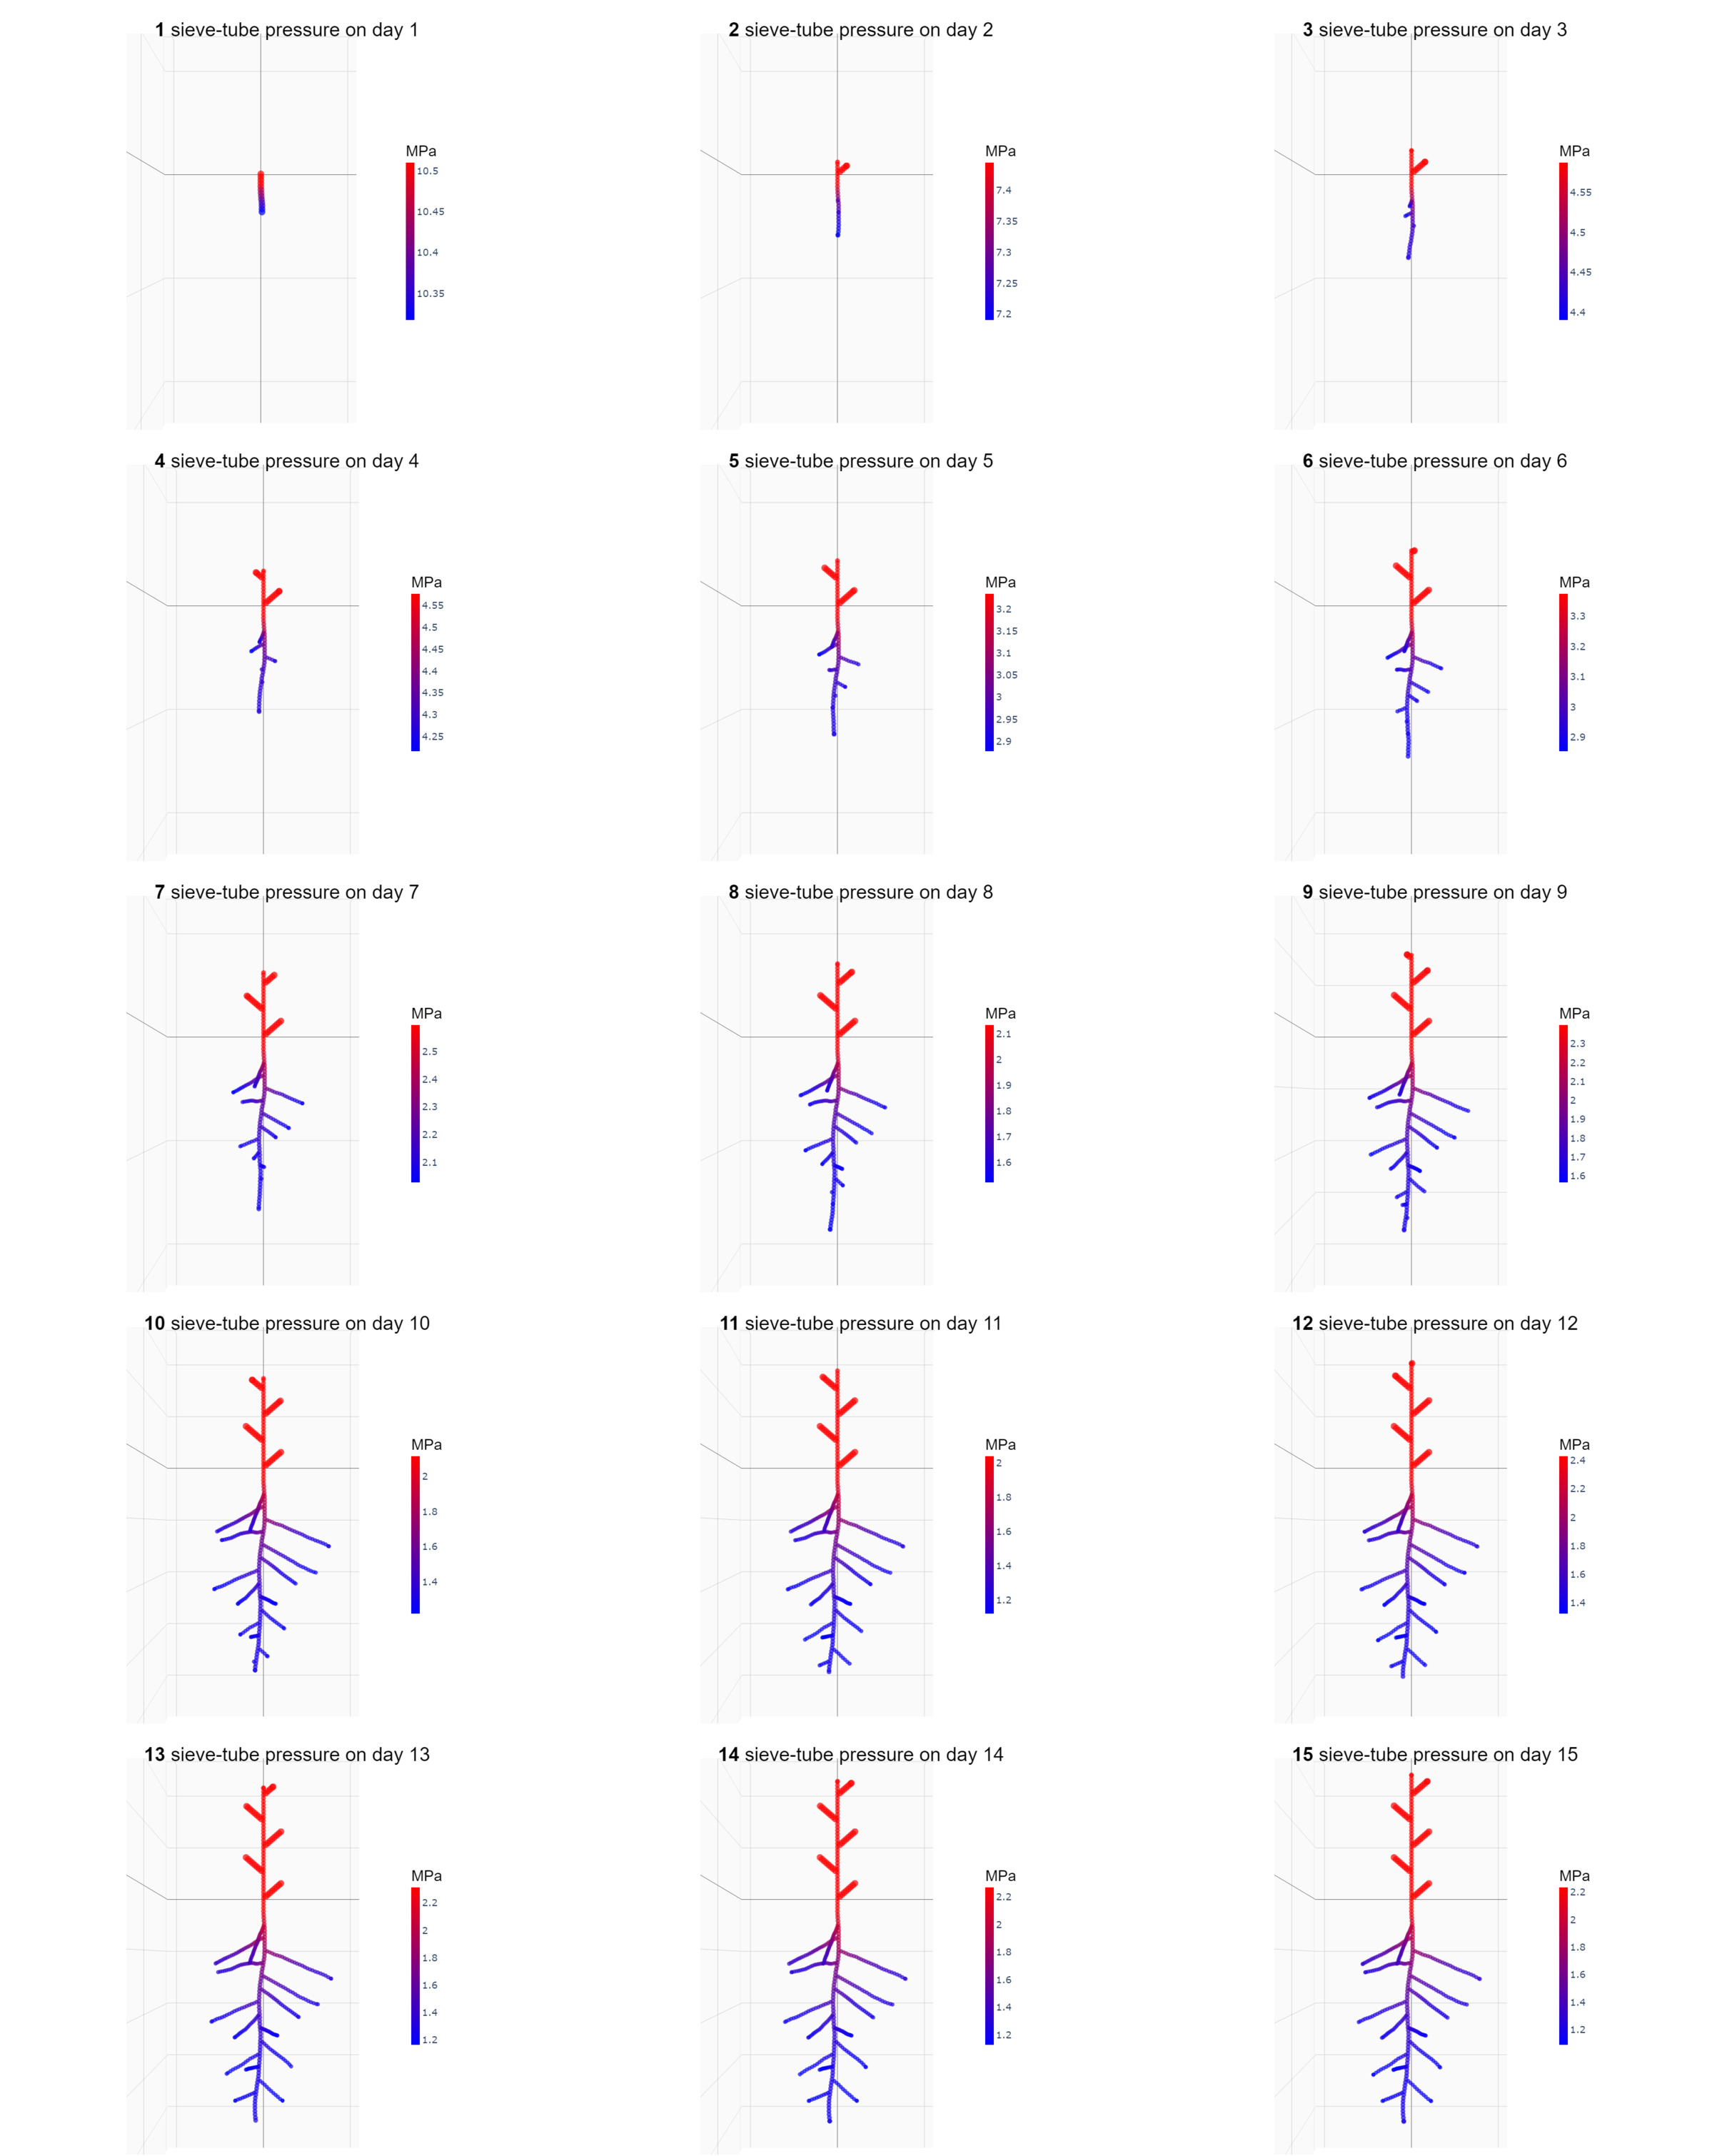 1 sieve-tube pressure on day 1
MPa
10.5
10.45
10.4
10.35
2 sieve-tube pressure on day 2
MPa
7.4
7.35
7.3
7.25
7.2
3 sieve-tube pressure on day 3
MPa
4.55
4.5
4.45
4.4
4 sieve-tube pressure on day 4
MPa
4.55
4.5
4.45
4.4
4.35
4.3
4.25
5 sieve-tube pressure on day 5
MPa
3.2
3.15
3.1
3.05
3
2.95
2.9
6 sieve-tube pressure on day 6
MPa
3.3
3.2
3.1
3
2.9
7 sieve-tube pressure on day 7
MPa
2.5
2.4
2.3
2.2
2.1
8 sieve-tube pressure on day 8
MPa
2.1
2
1.9
1.8
1.7
1.6
9 sieve-tube pressure on day 9
MPa
2.3
2.2
2.1
2
1.9
1.8
1.7
1.6
10 sieve-tube pressure on day 10
MPa
2
1.8
1.6
1.4
11 sieve-tube pressure on day 11
MPa
2
1.8
1.6
1.4
1.2
12 sieve-tube pressure on day 12
MPa
2.4
2.2
2
1.8
1.6
1.4
13 sieve-tube pressure on day 13
MPa
2.2
2
1.8
1.6
1.4
1.2
14 sieve-tube pressure on day 14
MPa
2.2
2
1.8
1.6
1.4
1.2
15 sieve-tube pressure on day 15
MPa
2.2
2
1.8
1.6
1.4
1.2